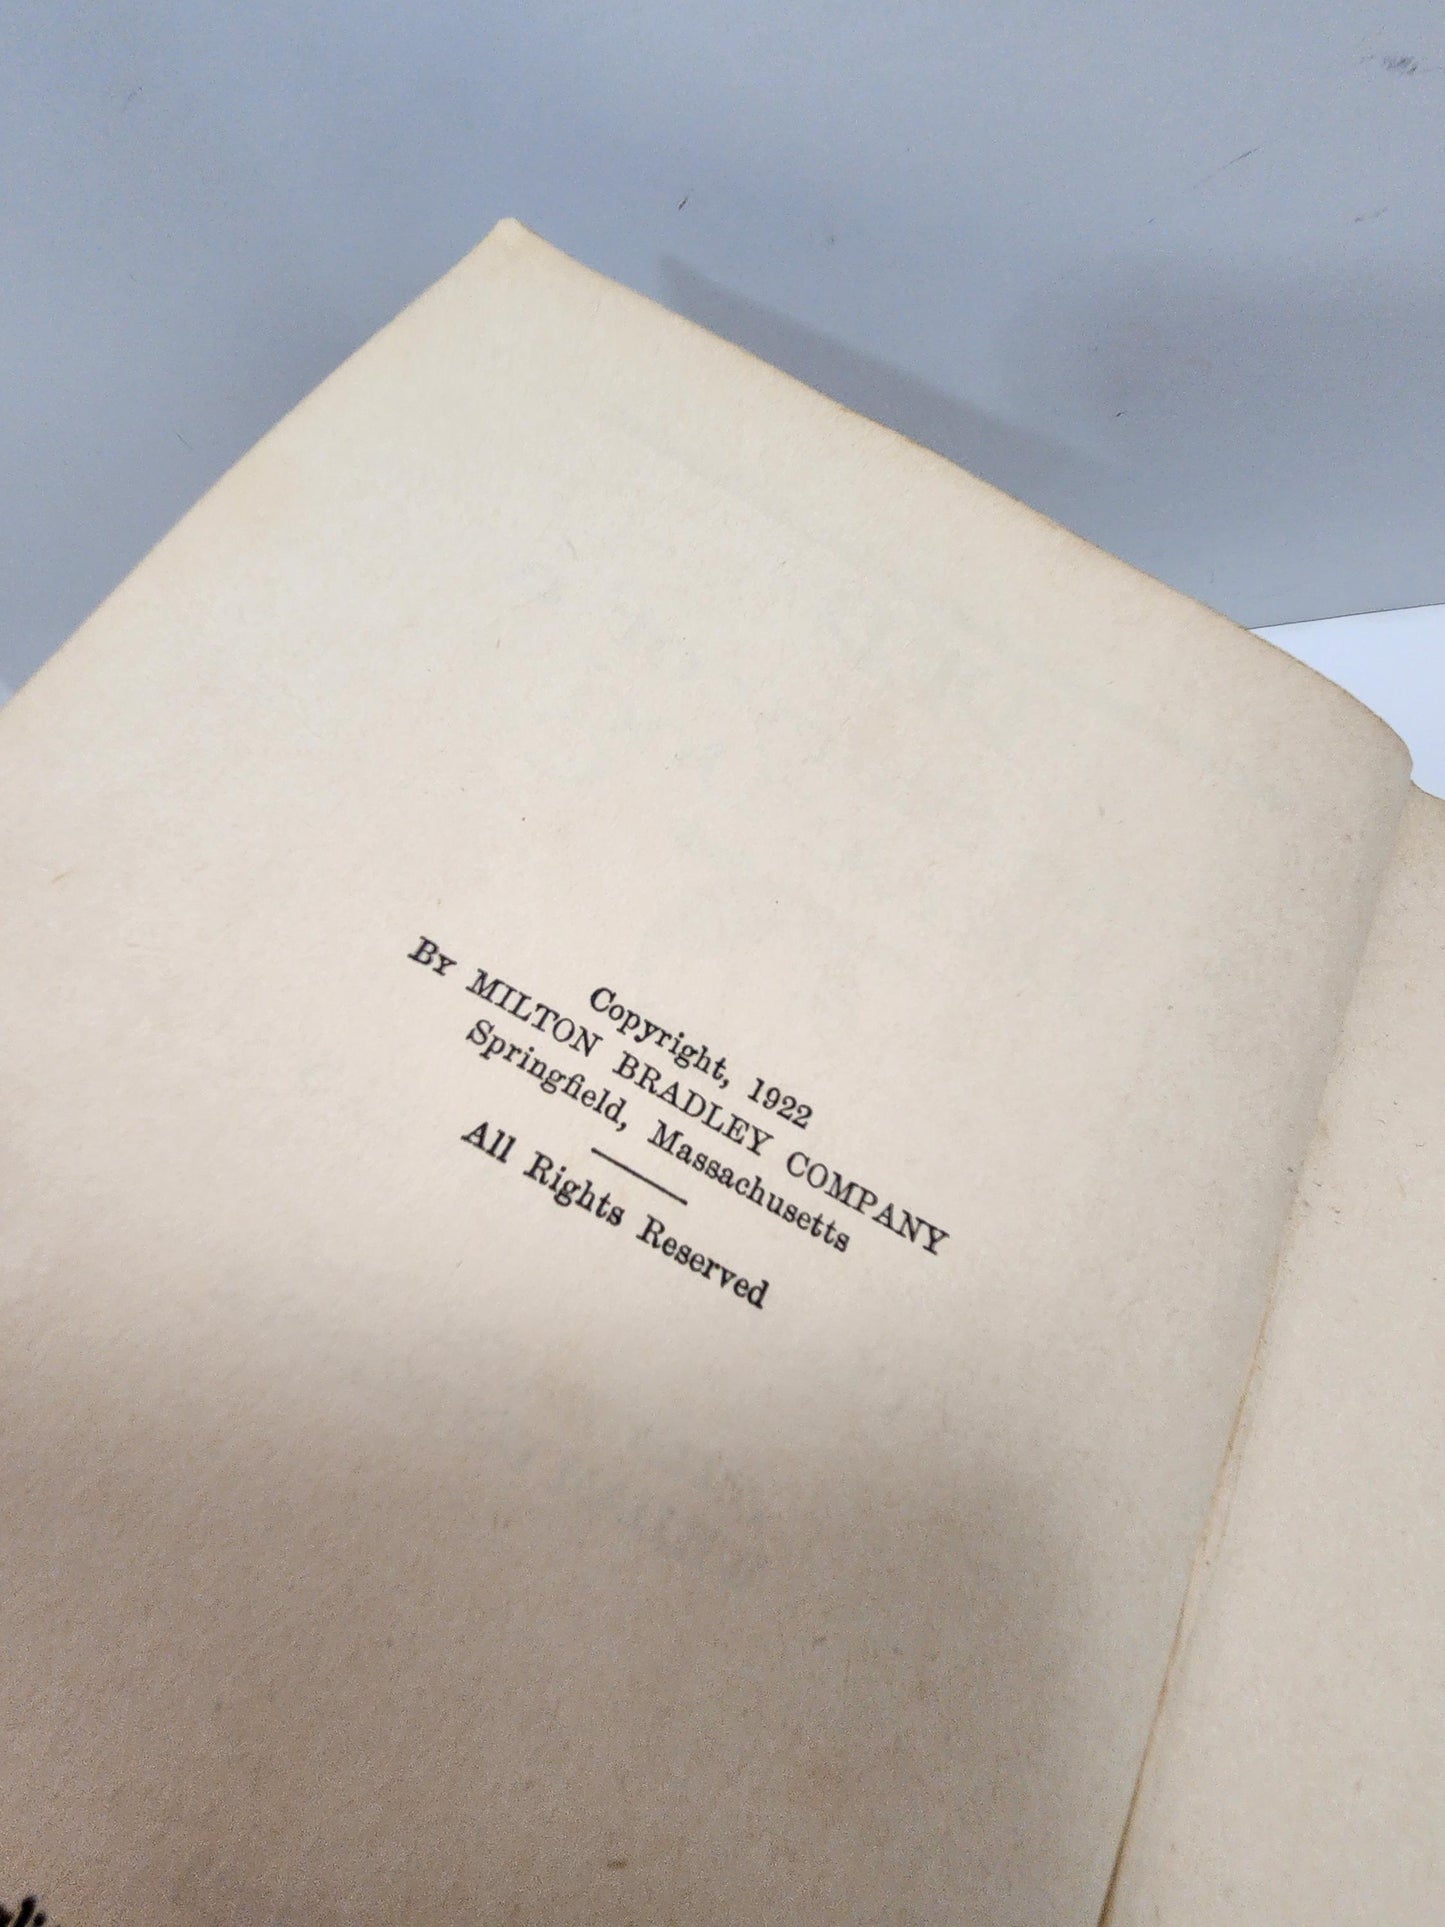 Copyright, 1922
By MILTON BRADLEY COMPANY
Springfield, Massachusetts
All Rights Reserved